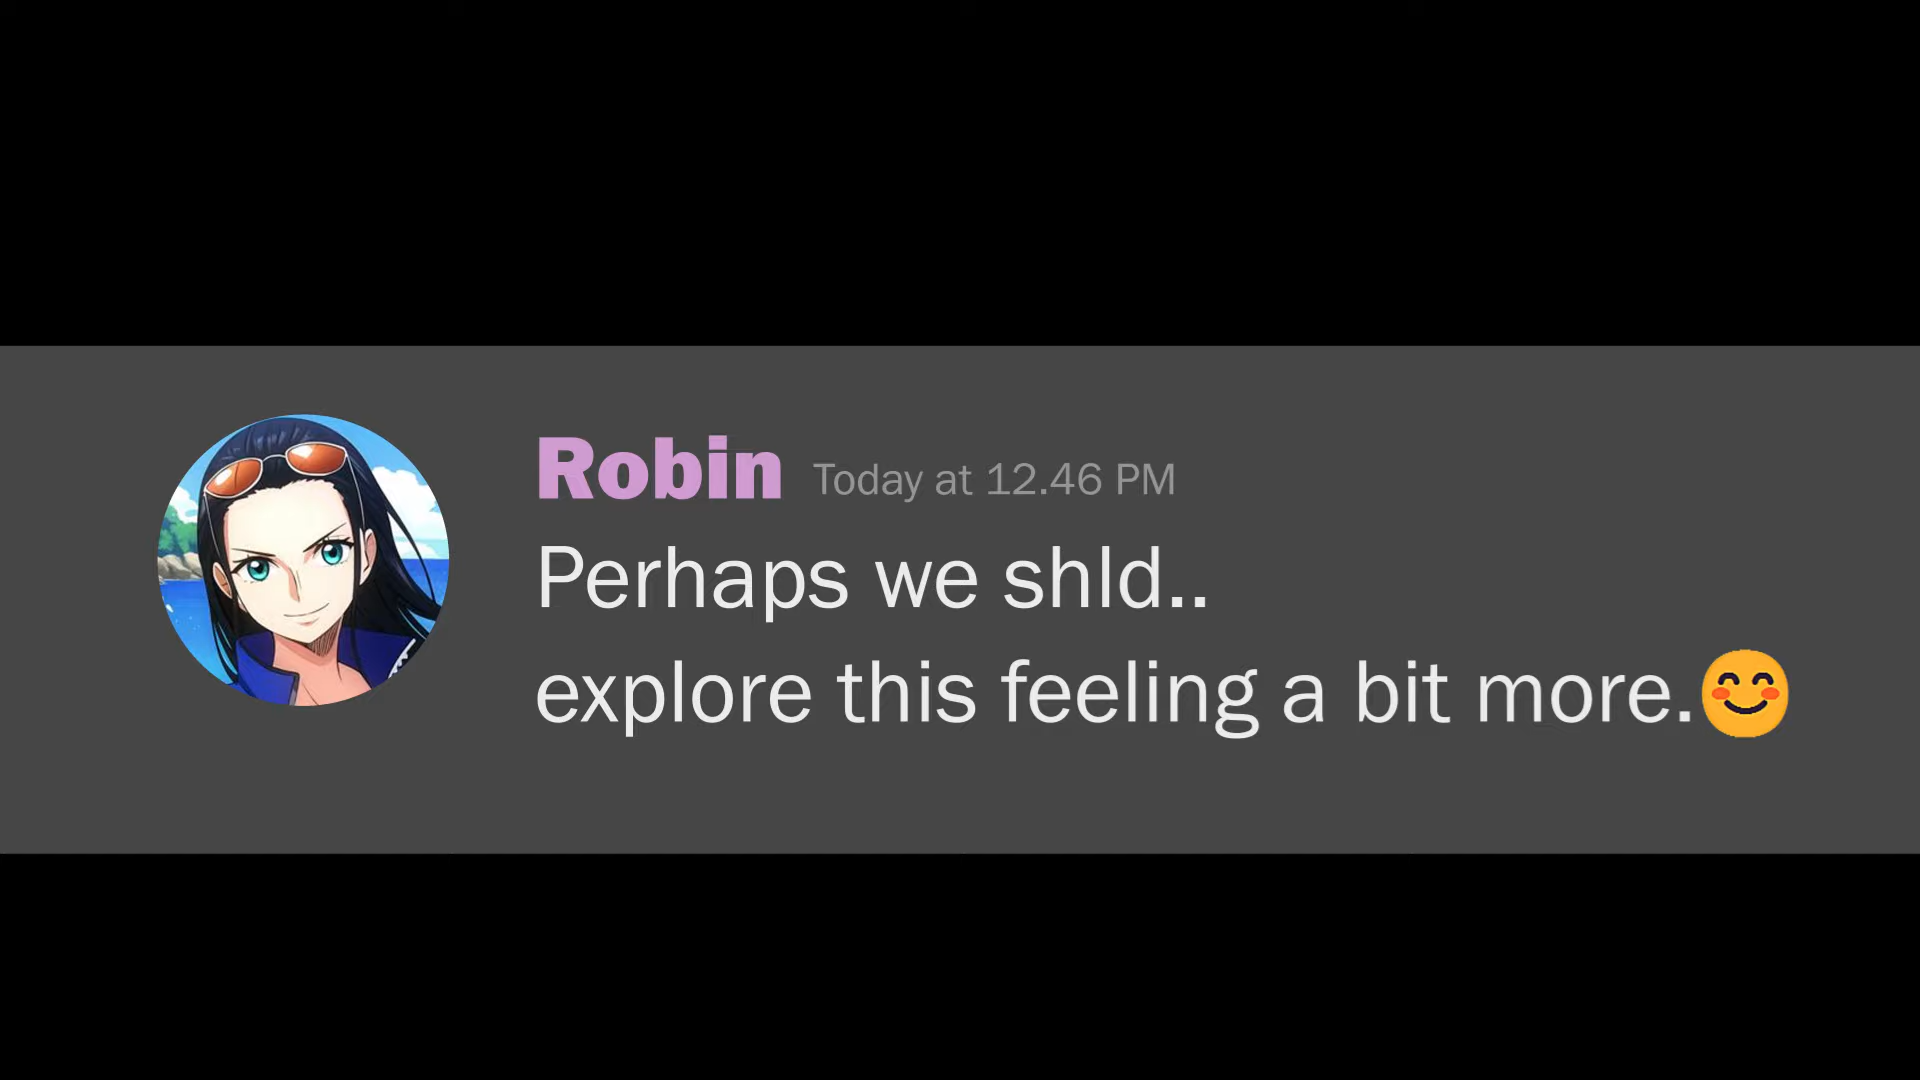 Robin Today at 12.46 PM
Perhaps we shld..
explore this feeling a bit more.😊